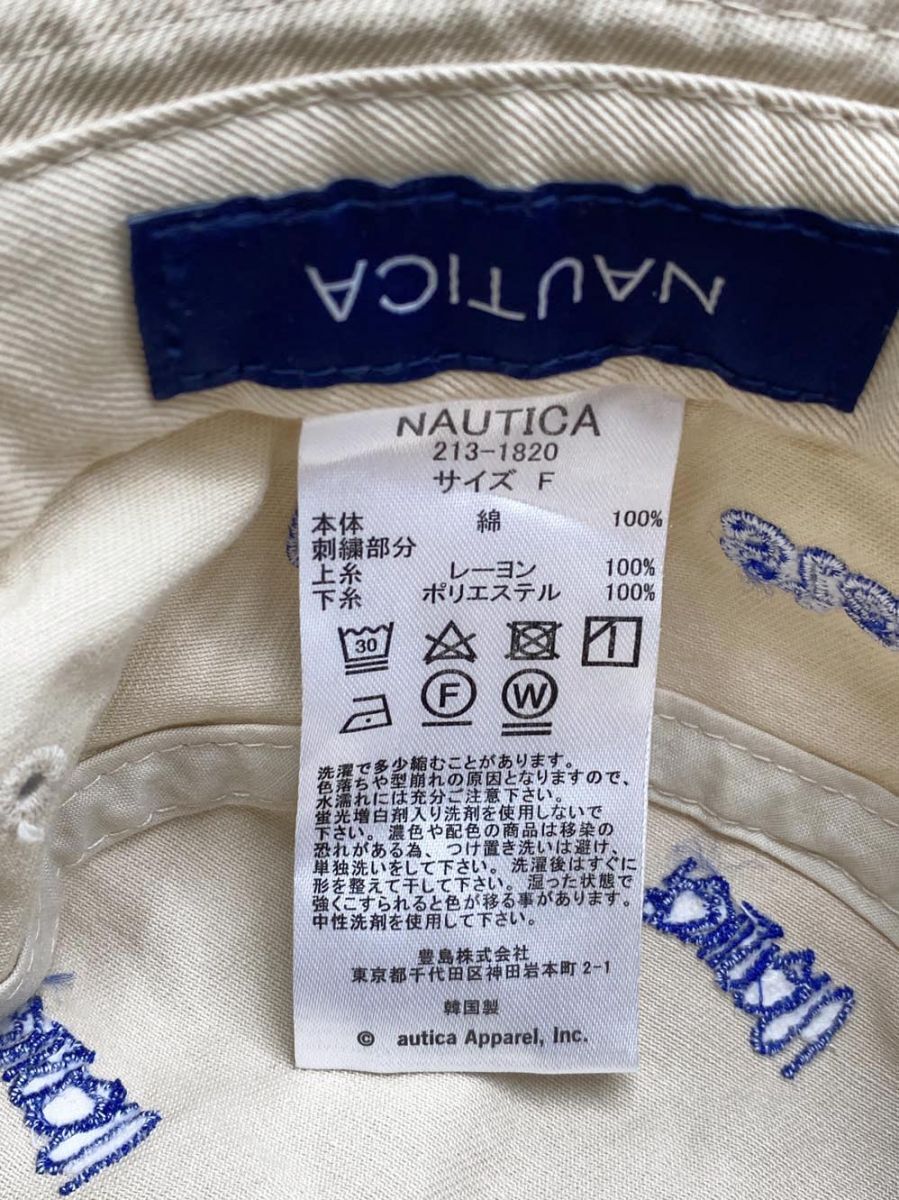 NAUTICA
NAUTICA
213-1820
サイズ F
本体 綿 100%
刺繍部分
上糸 レーヨン 100%
下糸 ポリエステル 100%
30
F W
洗濯で多少縮むことがあります。
色落ちや型崩れの原因となりますので、
水濡れには充分ご注意下さい。
蛍光増白剤入り洗剤を使用しないで
下さい。濃色や配色の商品は移染の
恐れがある為、つけ置き洗いは避け、
単独洗いをして下さい。洗濯後はすぐに
形を整えて干して下さい。湿った状態で
強くこすられると色が移る事があります。
中性洗剤を使用して下さい。
豊島株式会社
東京都千代田区神田岩本町 2-1
韓国製
© autica Apparel, Inc.